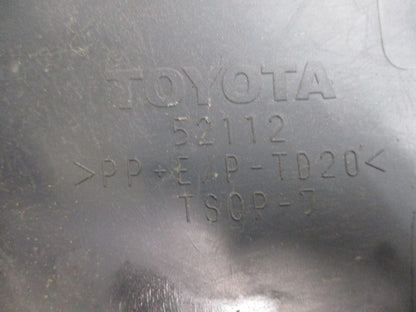 TOYOTA
52112
>PP+E/P-TD20<
TSOP-7